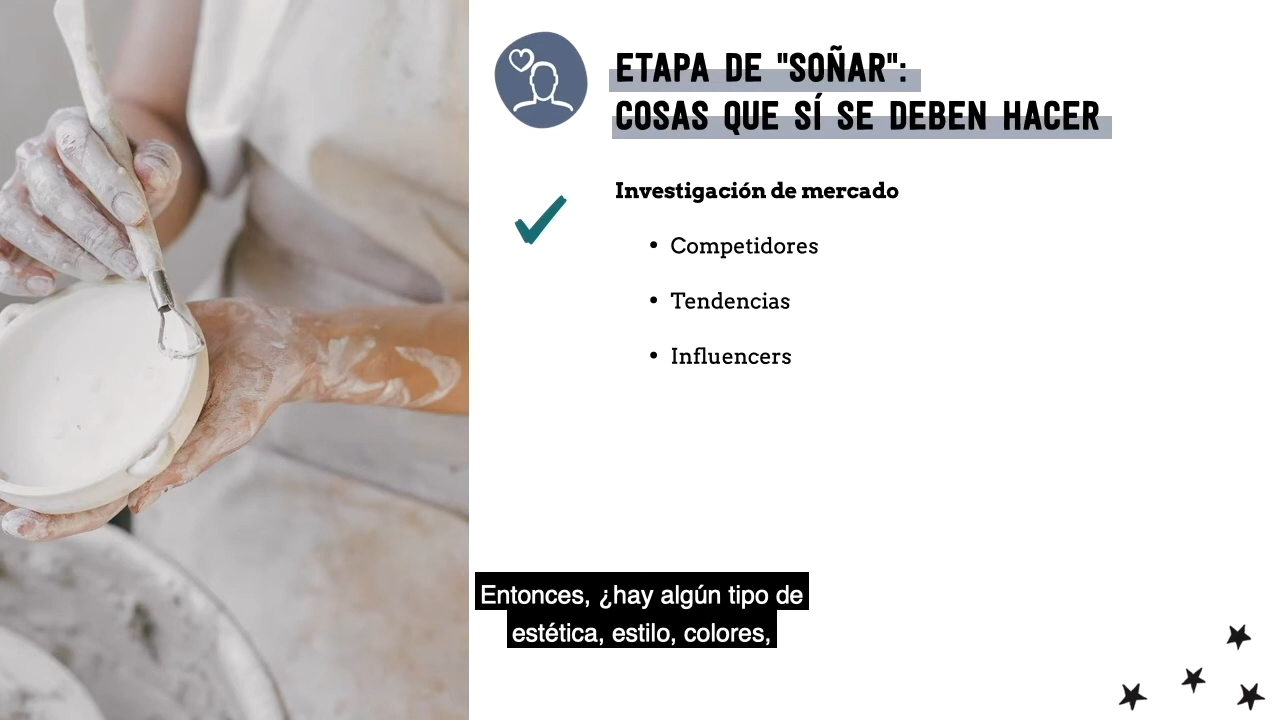 ETAPA DE "SOÑAR":
COSAS QUE SÍ SE DEBEN HACER
Investigación de mercado
• Competidores
• Tendencias
• Influencers
Entonces, ¿hay algún tipo de
estética, estilo, colores,